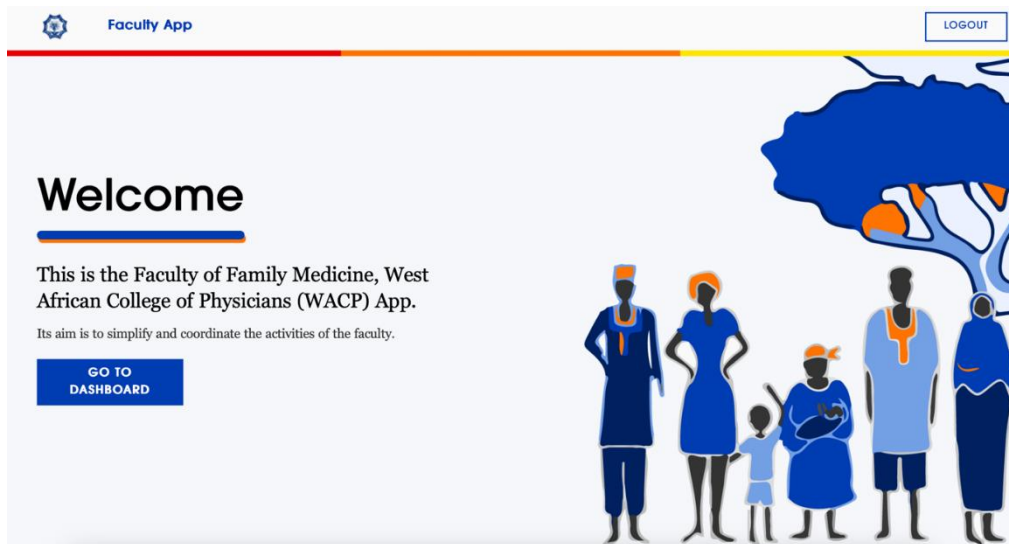 Faculty App
LOGOUT
Welcome
This is the Faculty of Family Medicine, West
African College of Physicians (WACP) App.
Its aim is to simplify and coordinate the activities of the faculty.
GO TO
DASHBOARD